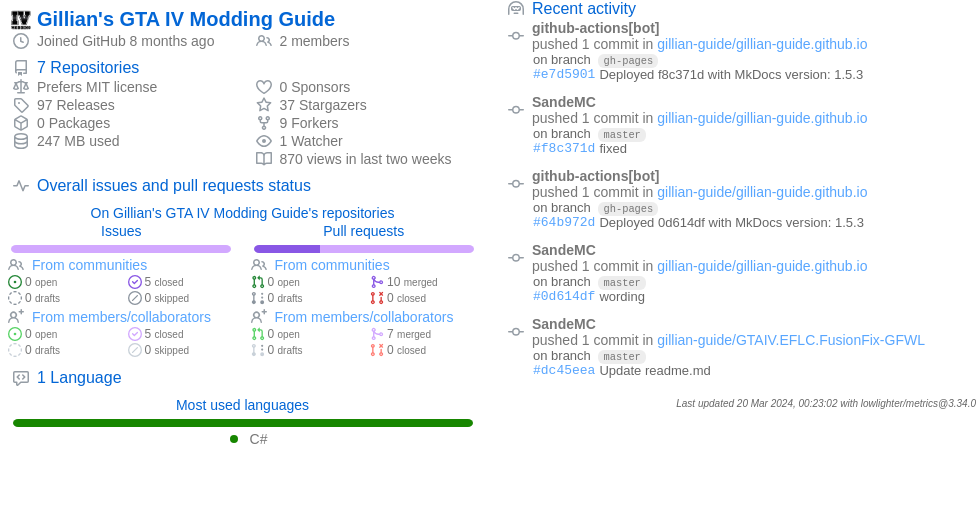 Gillian's GTA IV Modding Guide
Joined GitHub 8 months ago
2 members
7 Repositories
Prefers MIT license
97 Releases
0 Packages
247 MB used
0 Sponsors
37 Stargazers
9 Forkers
1 Watcher
870 views in last two weeks
Overall issues and pull requests status
On Gillian's GTA IV Modding Guide's repositories
Issues
From communities
0 open
5 closed
0 drafts
0 skipped
From members/collaborators
0 open
5 closed
0 drafts
0 skipped
Pull requests
From communities
0 open
10 merged
0 drafts
0 closed
From members/collaborators
0 open
7 merged
0 drafts
0 closed
1 Language
Most used languages
C#
Recent activity
github-actions[bot]
pushed 1 commit in gillian-guide/gillian-guide.github.io
on branch gh-pages
#e7d5901 Deployed f8c371d with MkDocs version: 1.5.3
SandeMC
pushed 1 commit in gillian-guide/gillian-guide.github.io
on branch master
#f8c371d fixed
github-actions[bot]
pushed 1 commit in gillian-guide/gillian-guide.github.io
on branch gh-pages
#64b972d Deployed 0d614df with MkDocs version: 1.5.3
SandeMC
pushed 1 commit in gillian-guide/gillian-guide.github.io
on branch master
#0d614df wording
SandeMC
pushed 1 commit in gillian-guide/GTAIV.EFLC.FusionFix-GFWL
on branch master
#dc45eea Update readme.md
Last updated 20 Mar 2024, 00:23:02 with lowlighter/metrics@3.34.0